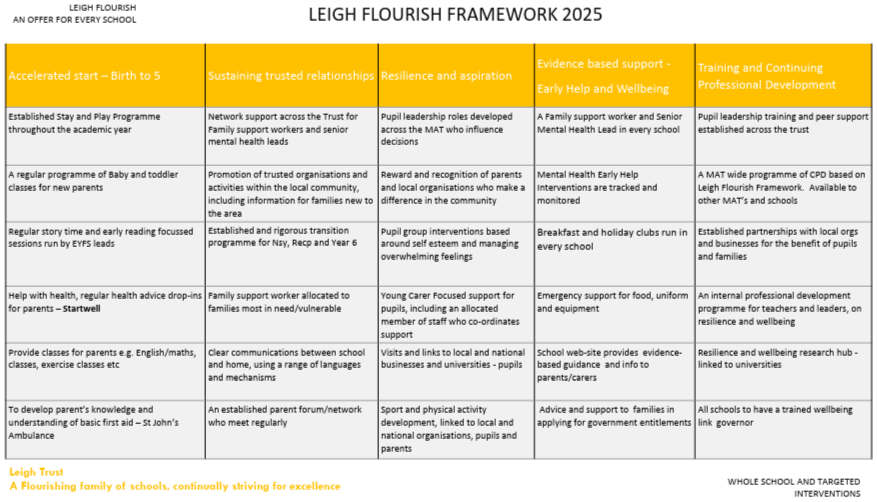 LEIGH FLOURISH
AN OFFER FOR EVERY SCHOOL
LEIGH FLOURISH FRAMEWORK 2025
Accelerated start – Birth to 5
Sustaining trusted relationships
Resilience and aspiration
Evidence based support -
Early Help and Wellbeing
Training and Continuing
Professional Development
Established Stay and Play Programme
throughout the academic year
Network support across the Trust for
Family support workers and senior
mental health leads
Pupil leadership roles developed
across the MAT who influence
decisions
A Family support worker and Senior
Mental Health Lead in every school
Pupil leadership training and peer support
established across the trust
A regular programme of Baby and toddler
classes for new parents
Promotion of trusted organisations and
activities within the local community,
including information for families new to
the area
Reward and recognition of parents
and local organisations who make a
difference in the community
Mental Health Early Help
Interventions are tracked and
monitored
A MAT wide programme of CPD based on
Leigh Flourish Framework. Available to
other MAT's and schools
Regular story time and early reading focussed
sessions run by EYFS leads
Established and rigorous transition
programme for Nsy, Recp and Year 6
Pupil group interventions based
around self esteem and managing
overwhelming feelings
Breakfast and holiday clubs run in
every school
Established partnerships with local orgs
and businesses for the benefit of pupils
and families
Help with health, regular health advice drop-ins
for parents – Startwell
Family support worker allocated to
families most in need/vulnerable
Young Carer Focused support for
pupils, including an allocated
member of staff who co-ordinates
support
Emergency support for food, uniform
and equipment
An internal professional development
programme for teachers and leaders, on
resilience and wellbeing
Provide classes for parents e.g. English/maths,
classes, exercise classes etc
Clear communications between school
and home, using a range of languages
and mechanisms
Visits and links to local and national
businesses and universities - pupils
School web-site provides evidence-
based guidance and info to
parents/carers
Resilience and wellbeing research hub -
linked to universities
To develop parent's knowledge and
understanding of basic first aid – St John's
Ambulance
An established parent forum/network
who meet regularly
Sport and physical activity
development, linked to local and
national organisations, pupils and
parents
Advice and support to families in
applying for government entitlements
All schools to have a trained wellbeing
link governor
Leigh Trust
A Flourishing family of schools, continually striving for excellence
WHOLE SCHOOL AND TARGETED
INTERVENTIONS